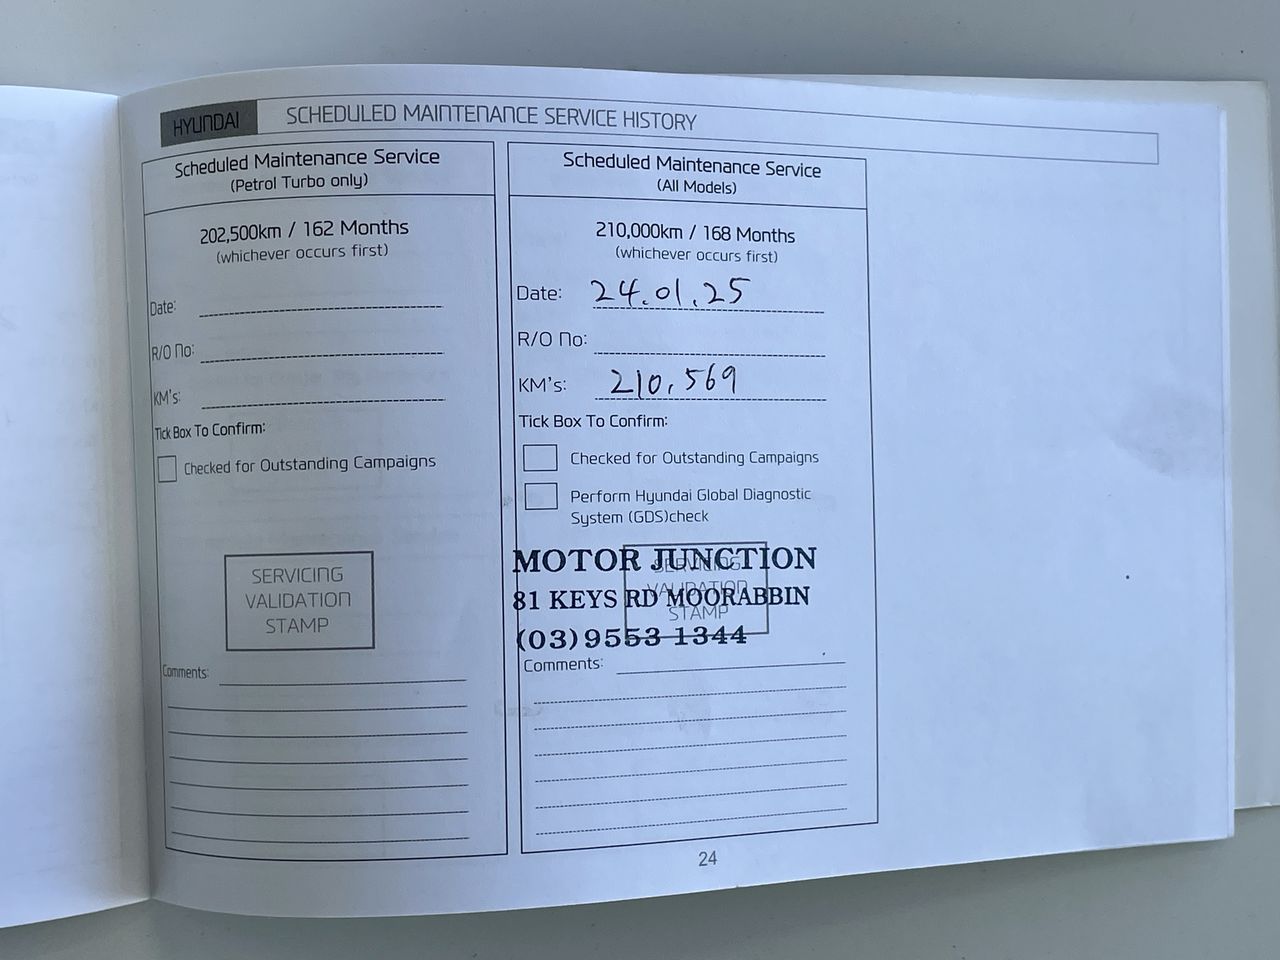 HYUNDAI
SCHEDULED MAINTENANCE SERVICE HISTORY
Scheduled Maintenance Service
(Petrol Turbo only)
202,500km / 162 Months
(whichever occurs first)
Date:
R/O No:
KM's:
Tick Box To Confirm:
Checked for Outstanding Campaigns
SERVICING
VALIDATION
STAMP
Comments:
Scheduled Maintenance Service
(All Models)
210,000km / 168 Months
(whichever occurs first)
Date: 24.01.25
R/O No:
KM's: 210,569
Tick Box To Confirm:
Checked for Outstanding Campaigns
Perform Hyundai Global Diagnostic
System (GDS)check
SERVICING
VALIDATION
STAMP
MOTOR JUNCTION
81 KEYS RD MOORABBIN
(03) 9553 1344
Comments:
24